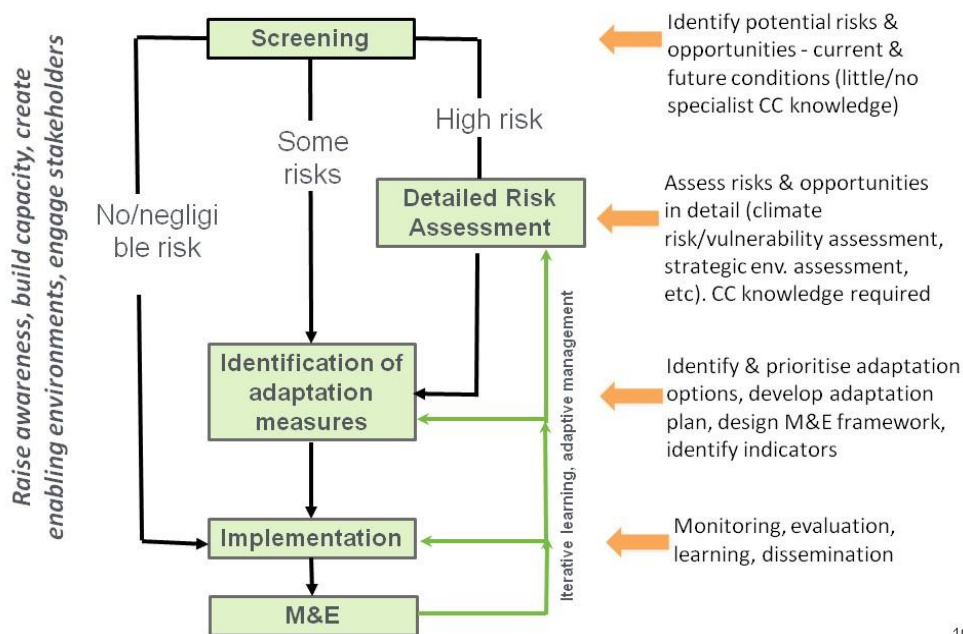 Raise awareness, build capacity, create
enabling environments, engage stakeholders
Screening
Identify potential risks &
opportunities - current &
future conditions (little/no
specialist CC knowledge)
No/negligi
ble risk
Some
risks
High risk
Detailed Risk
Assessment
Assess risks & opportunities
in detail (climate
risk/vulnerability assessment,
strategic env. assessment,
etc). CC knowledge required
Identification of
adaptation
measures
Iterative learning, adaptive management
Identify & prioritise adaptation
options, develop adaptation
plan, design M&E framework,
identify indicators
Implementation
Monitoring, evaluation,
learning, dissemination
M&E